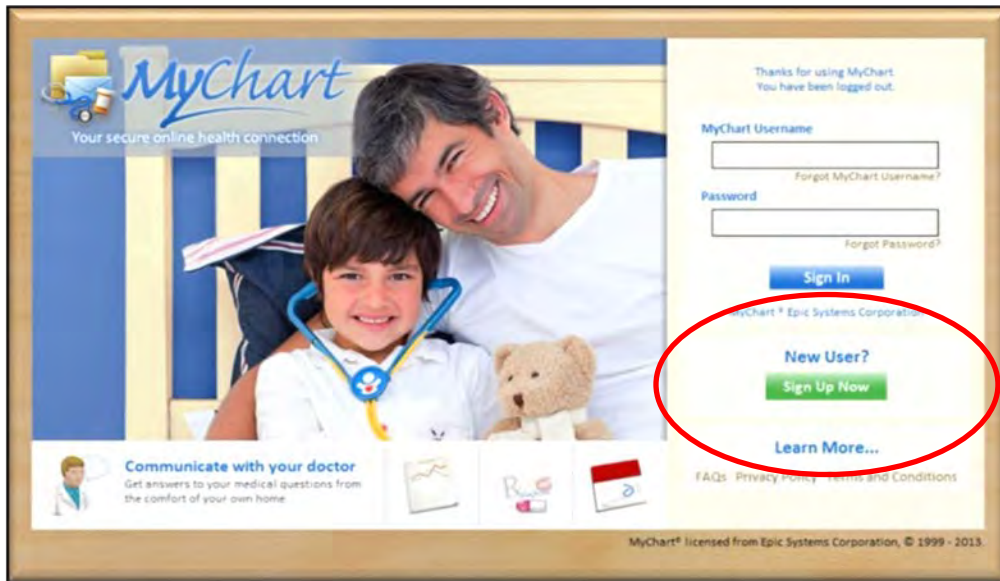 MyChart
Your secure online health connection
Thanks for using MyChart.
You have been logged out.
MyChart Username
Forgot MyChart Username?
Password
Forgot Password?
Sign In
MyChart ® Epic Systems Corporation
New User?
Sign Up Now
Learn More...
FAQs Privacy Policy Terms and Conditions
Communicate with your doctor
Get answers to your medical questions from
the comfort of your own home
MyChart® licensed from Epic Systems Corporation, © 1999 - 2013.